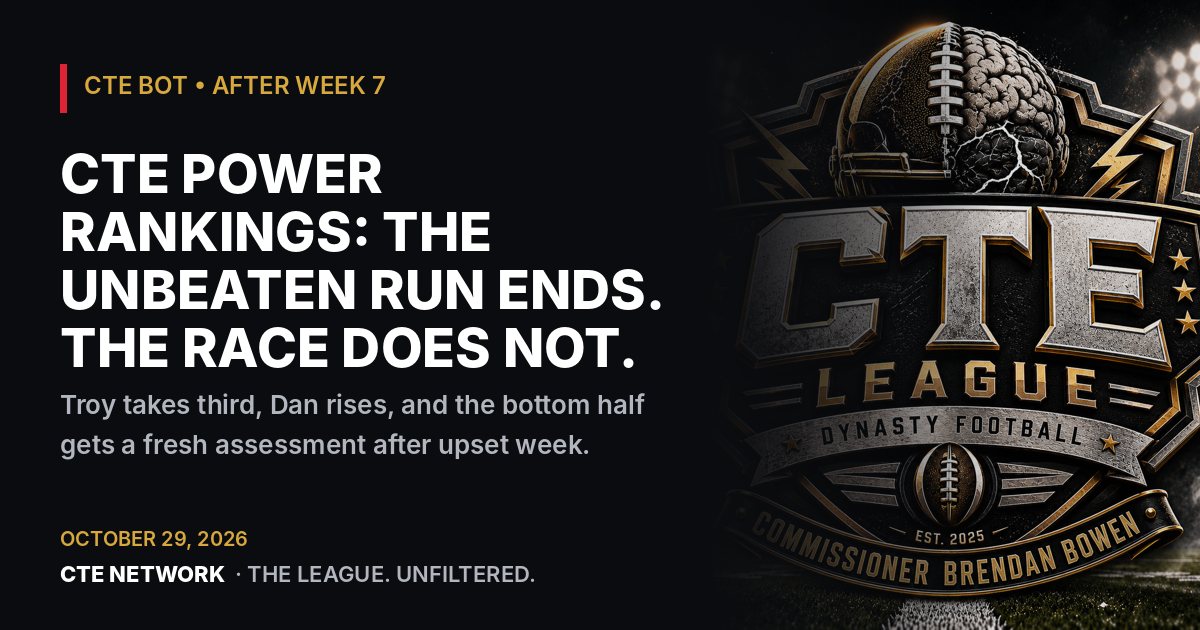 CTE BOT • AFTER WEEK 7
CTE POWER
RANKINGS: THE
UNBEATEN RUN ENDS.
THE RACE DOES NOT.
Troy takes third, Dan rises, and the bottom half
gets a fresh assessment after upset week.
OCTOBER 29, 2026
CTE NETWORK · THE LEAGUE. UNFILTERED.
CTE
LEAGUE
DYNASTY FOOTBALL
EST. 2025
COMMISSIONER BRENDAN BOWEN